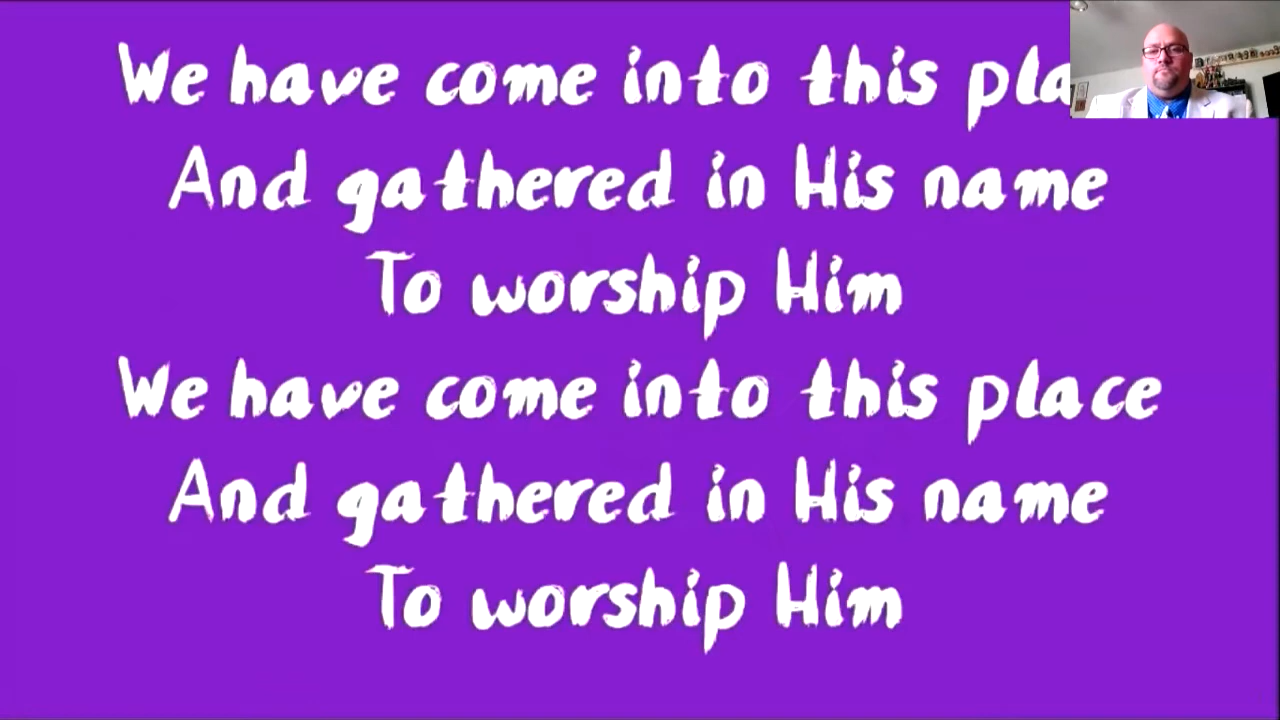 We have come into this pla
And gathered in His name
To worship Him
We have come into this place
And gathered in His name
To worship Him